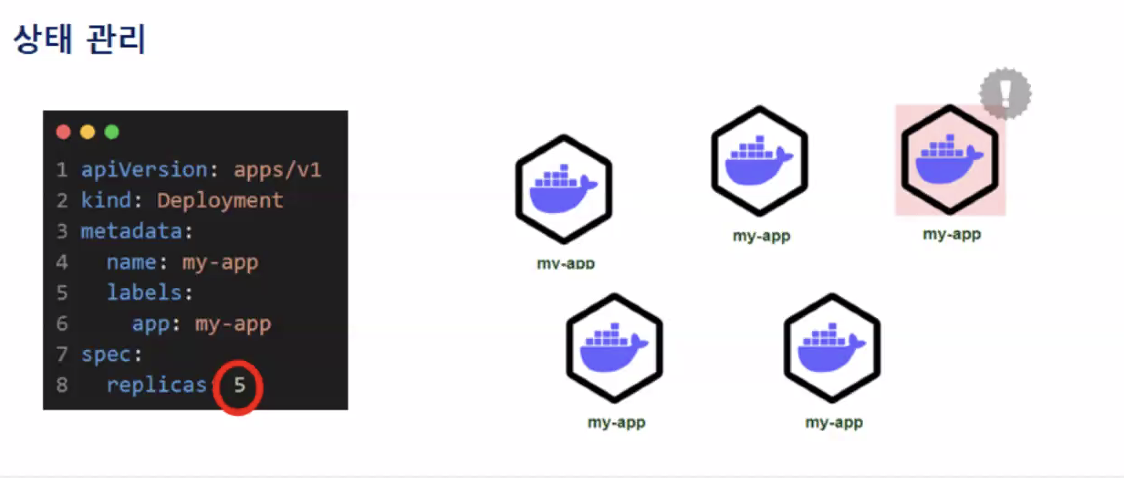 상태 관리
1 apiVersion: apps/v1
2 kind: Deployment
3 metadata:
4   name: my-app
5   labels:
6     app: my-app
7 spec:
8   replicas: 5
!
my-app
my-app
my-app
my-app
my-app